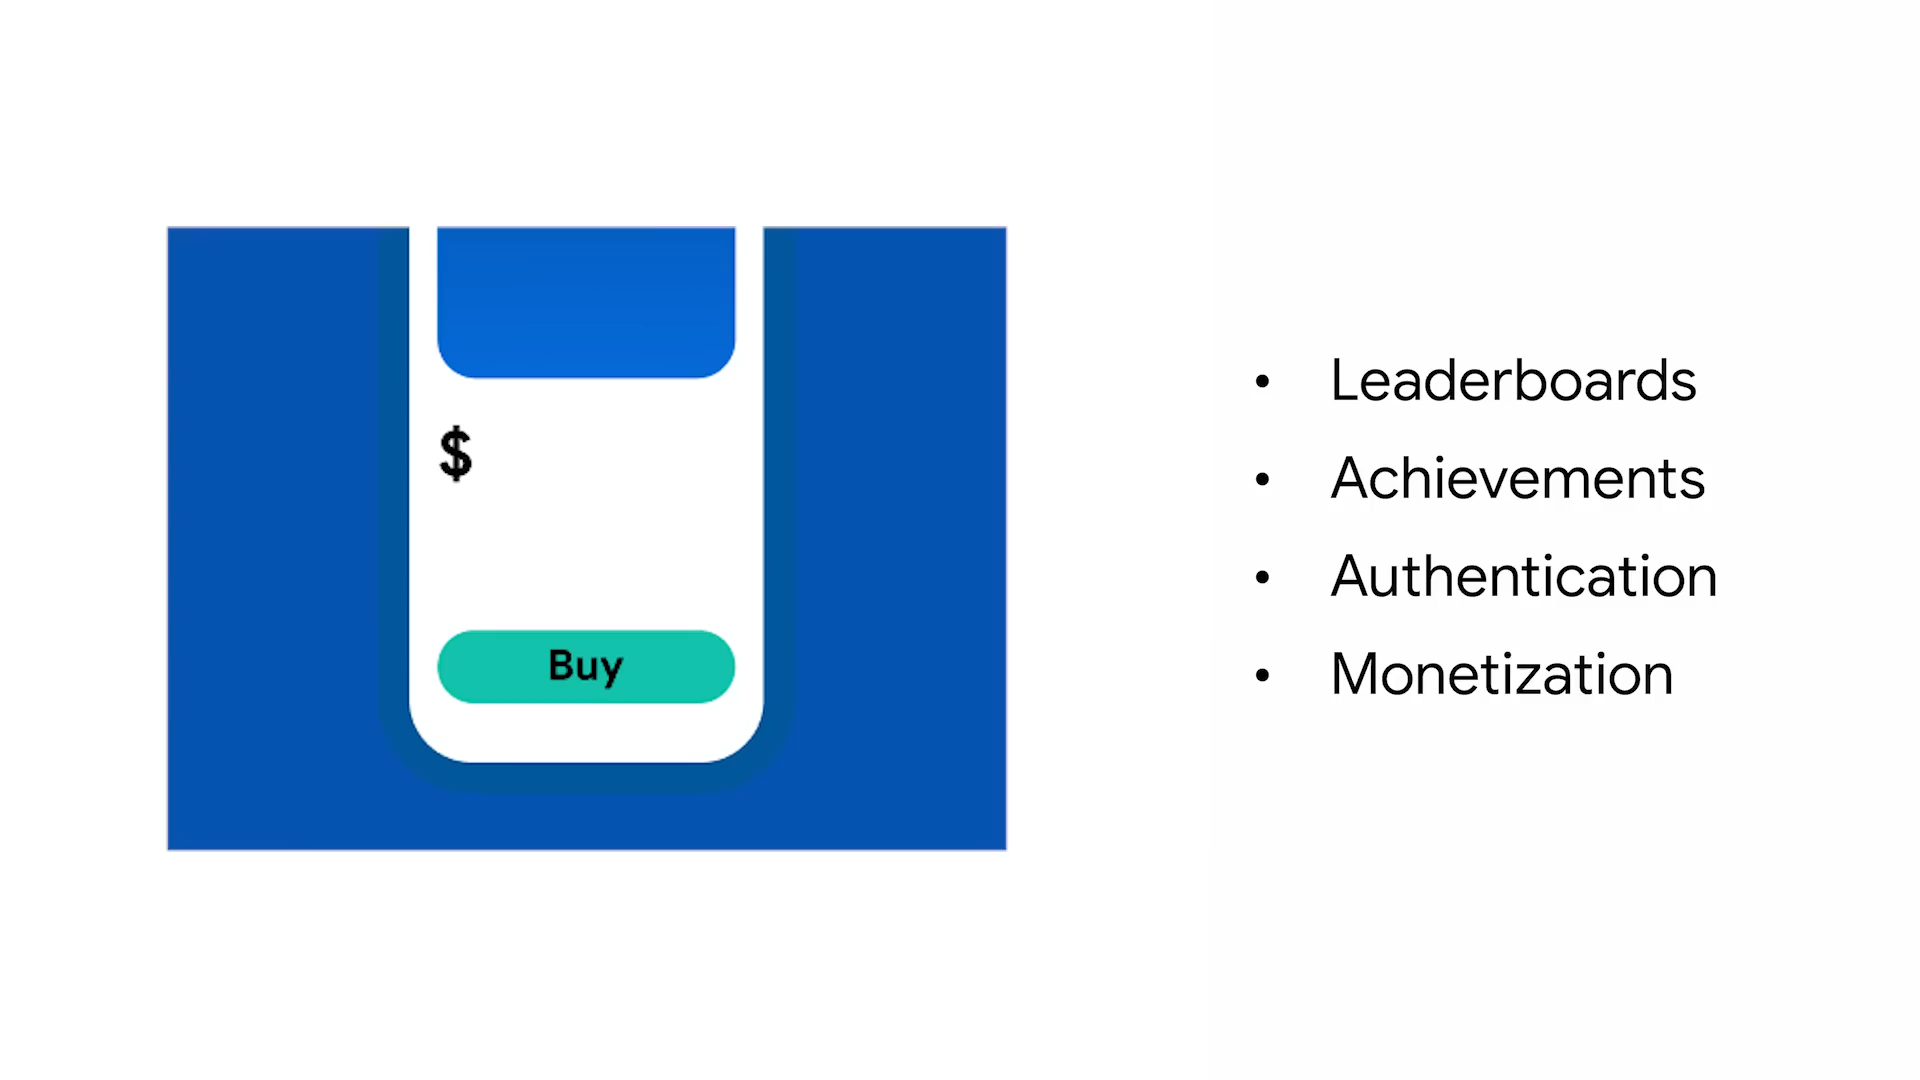 $
Buy
• Leaderboards
• Achievements
• Authentication
• Monetization